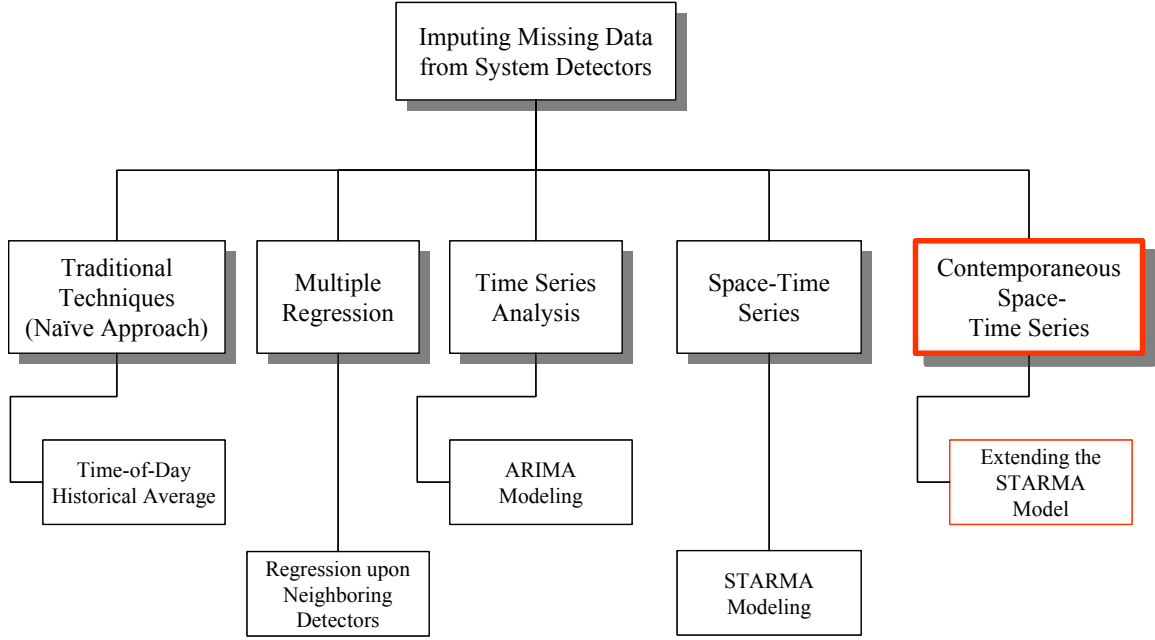 Imputing Missing Data
from System Detectors
Traditional
Techniques
(Naïve Approach)
Multiple
Regression
Time Series
Analysis
Space-Time
Series
Contemporaneous
Space-
Time Series
Time-of-Day
Historical Average
ARIMA
Modeling
Extending the
STARMA
Model
Regression upon
Neighboring
Detectors
STARMA
Modeling